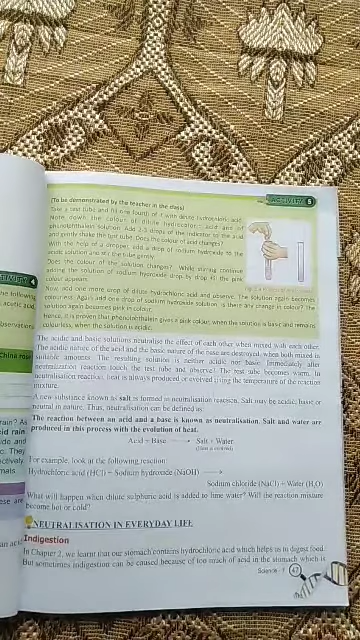 ACTIVITY 5
(To be demonstrated by the teacher in the class)
Take a test tube and fill one fourth of it with dilute hydrochloric acid.
Note down the colour of dilute hydrochloric acid and of
phenolphthalein solution. Add 2-3 drops of the indicator to the acid
and gently shake the test tube. Does the colour of acid changes?
With the help of a dropper, add a drop of sodium hydroxide to the
acidic solution and stir the tube gently.
Does the colour of the solution changes? While stirring continue
adding the solution of sodium hydroxide drop by drop till the pink
colour appears.
Now add one more drop of dilute hydrochloric acid and observe. The solution again becomes
colourless. Again add one drop of sodium hydroxide solution. Is there any change in colour? The
solution again becomes pink in colour.
Hence, it is proven that phenolphthalein gives a pink colour, when the solution is basic and remains
colourless, when the solution is acidic.
The acidic and basic solutions neutralise the effect of each other when mixed with each other.
The acidic nature of the acid and the basic nature of the base are destroyed, when both mixed in
suitable amounts. The resulting solution is neither acidic nor basic. Immediately after
neutralization reaction touch the test tube and observe! The test tube becomes warm. In
neutralisation reaction, heat is always produced or evolved rising the temperature of the reaction
mixture.
A new substance known as salt is formed in neutralisation reaction. Salt may be acidic, basic or
neutral in nature. Thus, neutralisation can be defined as:
The reaction between an acid and a base is known as neutralisation. Salt and water are
produced in this process with the evolution of heat.
Acid + Base → Salt + Water
(Heat is evolved)
For example, look at the following reaction:
Hydrochloric acid (HCl) + Sodium hydroxide (NaOH) →
Sodium chloride (NaCl) + Water (H₂O)
What will happen when dilute sulphuric acid is added to lime water? Will the reaction mixture
become hot or cold?
NEUTRALISATION IN EVERYDAY LIFE
Indigestion
In Chapter 2, we learnt that our stomach contains hydrochloric acid which helps us in digest food.
But sometimes indigestion can be caused because of too much of acid in the stomach which is
Science - 7 47